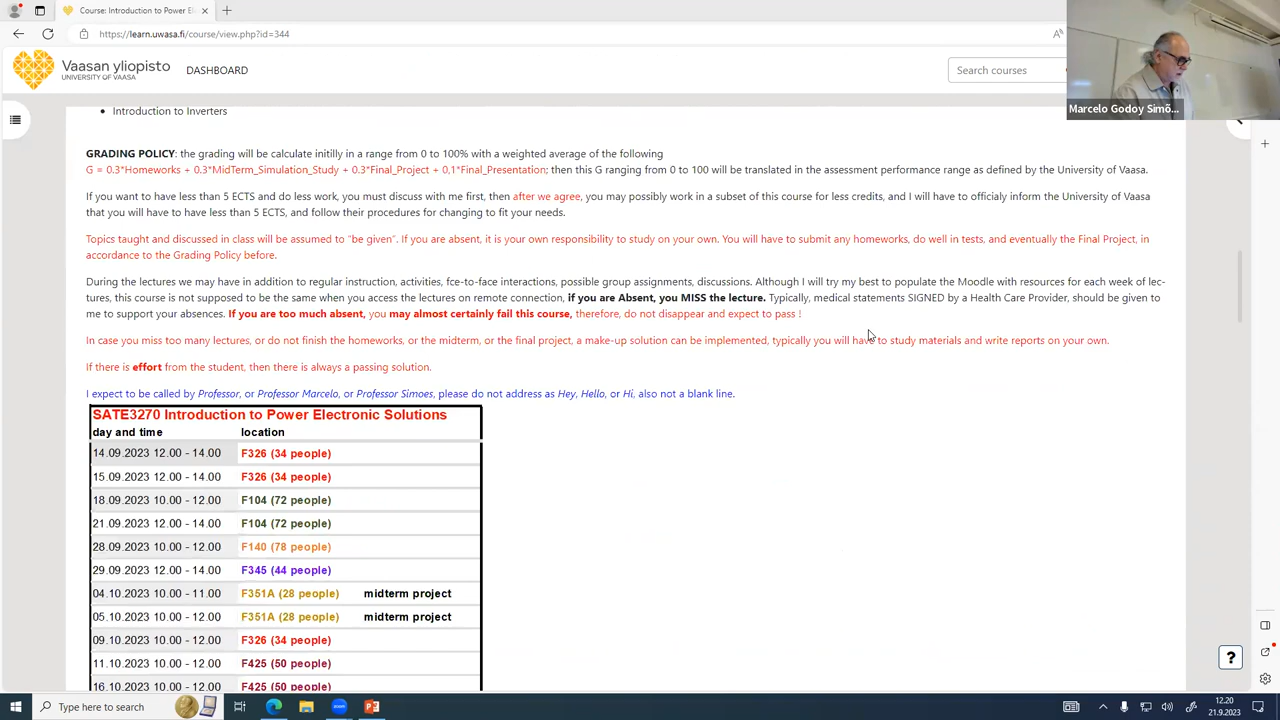 Course: Introduction to Power El
https://learn.uwasa.fi/course/view.php?id=344
Vaasan yliopisto
UNIVERSITY OF VAASA
DASHBOARD
Search courses
Marcelo Godoy Simõ...
• Introduction to Inverters
GRADING POLICY: the grading will be calculate initilly in a range from 0 to 100% with a weighted average of the following
G = 0.3*Homeworks + 0.3*MidTerm_Simulation_Study + 0.3*Final_Project + 0,1*Final_Presentation; then this G ranging from 0 to 100 will be translated in the assessment performance range as defined by the University of Vaasa.
If you want to have less than 5 ECTS and do less work, you must discuss with me first, then after we agree, you may possibly work in a subset of this course for less credits, and I will have to officialy inform the University of Vaasa
that you will have to have less than 5 ECTS, and follow their procedures for changing to fit your needs.
Topics taught and discussed in class will be assumed to "be given". If you are absent, it is your own responsibility to study on your own. You will have to submit any homeworks, do well in tests, and eventually the Final Project, in
accordance to the Grading Policy before.
During the lectures we may have in addition to regular instruction, activities, fce-to-face interactions, possible group assignments, discussions. Although I will try my best to populate the Moodle with resources for each week of lec-
tures, this course is not supposed to be the same when you access the lectures on remote connection, if you are Absent, you MISS the lecture. Typically, medical statements SIGNED by a Health Care Provider, should be given to
me to support your absences. If you are too much absent, you may almost certainly fail this course, therefore, do not disappear and expect to pass !
In case you miss too many lectures, or do not finish the homeworks, or the midterm, or the final project, a make-up solution can be implemented, typically you will have to study materials and write reports on your own.
If there is effort from the student, then there is always a passing solution.
I expect to be called by Professor, or Professor Marcelo, or Professor Simoes, please do not address as Hey, Hello, or Hi, also not a blank line.
SATE3270 Introduction to Power Electronic Solutions
day and time location
14.09.2023 12.00 - 14.00 F326 (34 people)
15.09.2023 12.00 - 14.00 F326 (34 people)
18.09.2023 10.00 - 12.00 F104 (72 people)
21.09.2023 12.00 - 14.00 F104 (72 people)
28.09.2023 10.00 - 12.00 F140 (78 people)
29.09.2023 12.00 - 14.00 F345 (44 people)
04.10.2023 10.00 - 11.00 F351A (28 people) midterm project
05.10.2023 10.00 - 12.00 F351A (28 people) midterm project
09.10.2023 10.00 - 12.00 F326 (34 people)
11.10.2023 10.00 - 12.00 F425 (50 people)
16.10.2023 10.00 - 12.00 F425 (50 people)
?
Type here to search
12.20
21.9.2023